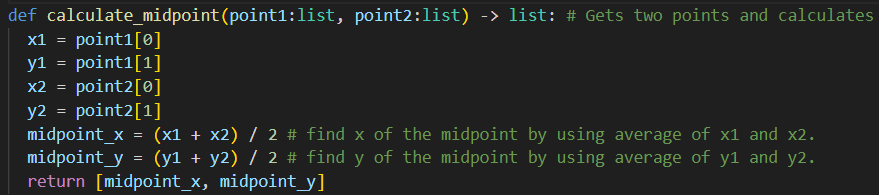 def calculate_midpoint(point1:list, point2:list) -> list: # Gets two points and calculates
x1 = point1[0]
y1 = point1[1]
x2 = point2[0]
y2 = point2[1]
midpoint_x = (x1 + x2) / 2 # find x of the midpoint by using average of x1 and x2.
midpoint_y = (y1 + y2) / 2 # find y of the midpoint by using average of y1 and y2.
return [midpoint_x, midpoint_y]